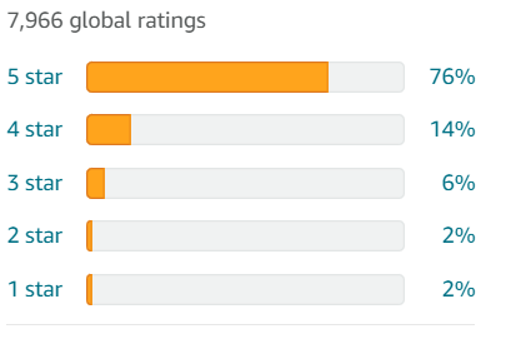 7,966 global ratings
5 star 76%
4 star 14%
3 star 6%
2 star 2%
1 star 2%